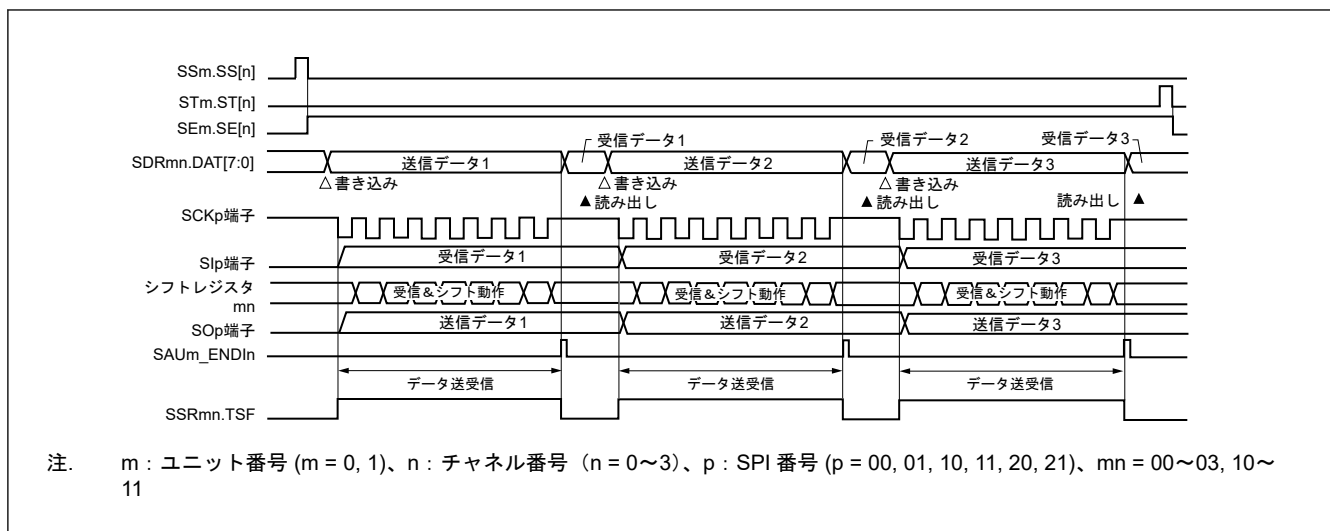 SSm.SS[n]
STm.ST[n]
SEm.SE[n]
受信データ1
受信データ2
受信データ3
SDRmn.DAT[7:0]
送信データ1
送信データ2
送信データ3
△書き込み
△書き込み
△書き込み
▲読み出し
▲読み出し
読み出し ▲
SCKp端子
SIp端子
受信データ1
受信データ2
受信データ3
シフトレジスタ
mn
受信&シフト動作
受信&シフト動作
受信&シフト動作
SOp端子
送信データ1
送信データ2
送信データ3
SAUm_ENDIn
データ送受信
データ送受信
データ送受信
SSRmn.TSF
注. m:ユニット番号 (m = 0, 1)、n:チャネル番号(n = 0~3)、p:SPI 番号 (p = 00, 01, 10, 11, 20, 21)、mn = 00~03, 10~
11